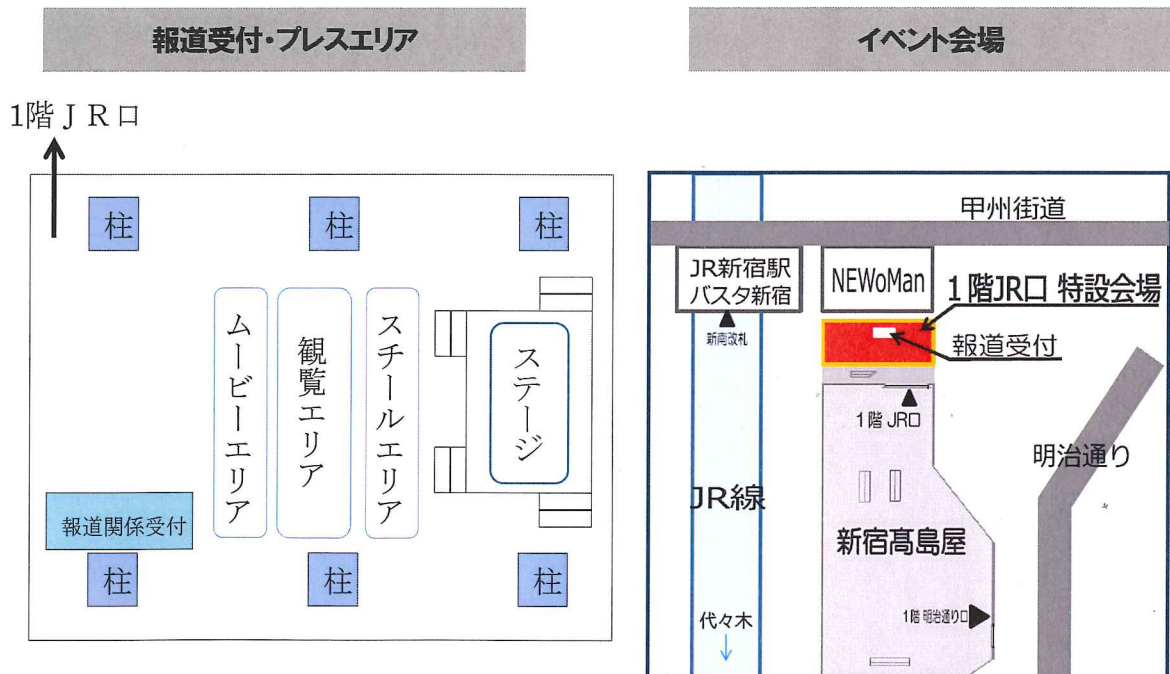 報道受付・プレスエリア
イベント会場
1階JR口
柱
柱
柱
ムービーエリア
観覧エリア
スチールエリア
ステージ
報道関係受付
柱
柱
柱
甲州街道
JR新宿駅
バスタ新宿
NEWoMan
1階JR口 特設会場
新南改札
報道受付
1階 JR口
明治通り
JR線
新宿髙島屋
代々木
1階 明治通り口